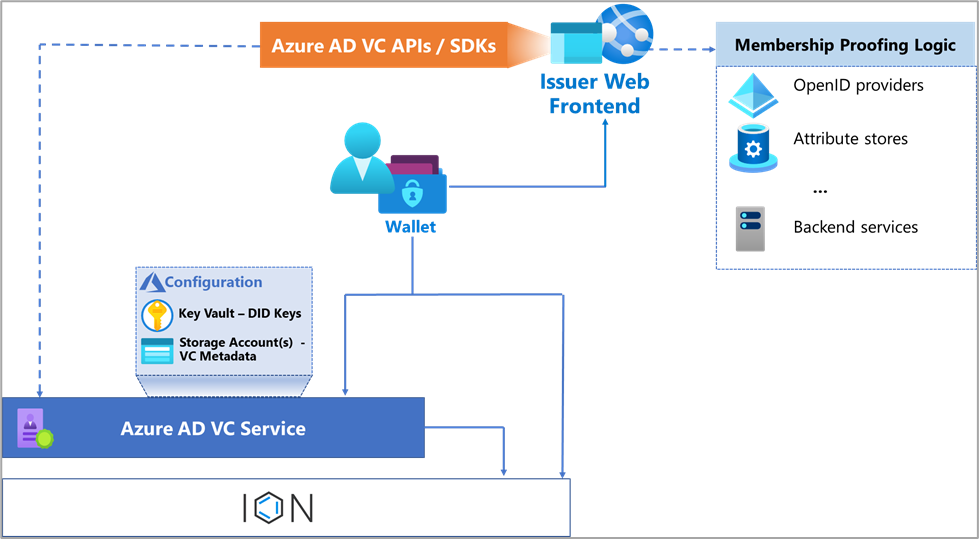 Azure AD VC APIs / SDKs
Issuer Web
Frontend
Membership Proofing Logic
OpenID providers
Attribute stores
...
Backend services
Wallet
Configuration
Key Vault – DID Keys
Storage Account(s) -
VC Metadata
Azure AD VC Service
ION